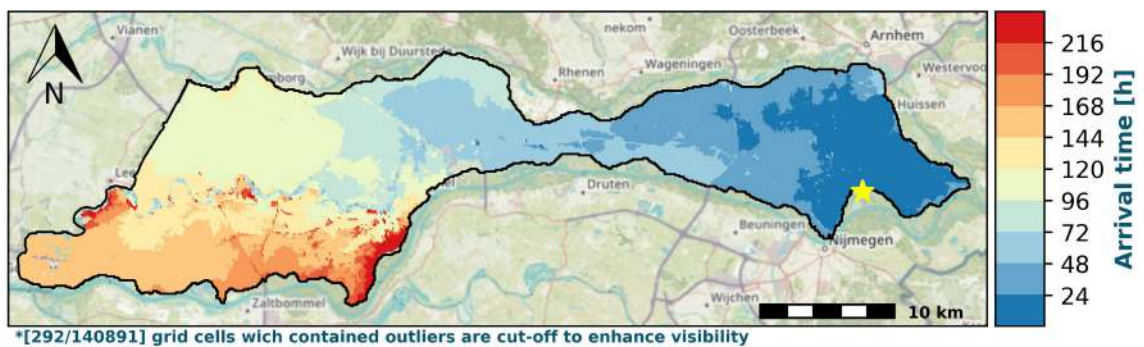 Vianen
nekom
Oosterbeek
Arnhem
Wijk bij Duurstede
Rhenen
Wageningen
Westervoo
N
Huissen
Druten
Beuningen
Nijmegen
Zaltbommel
Wijchen
10 km
216
192
168
144
120
96
72
48
24
Arrival time [h]
*[292/140891] grid cells wich contained outliers are cut-off to enhance visibility